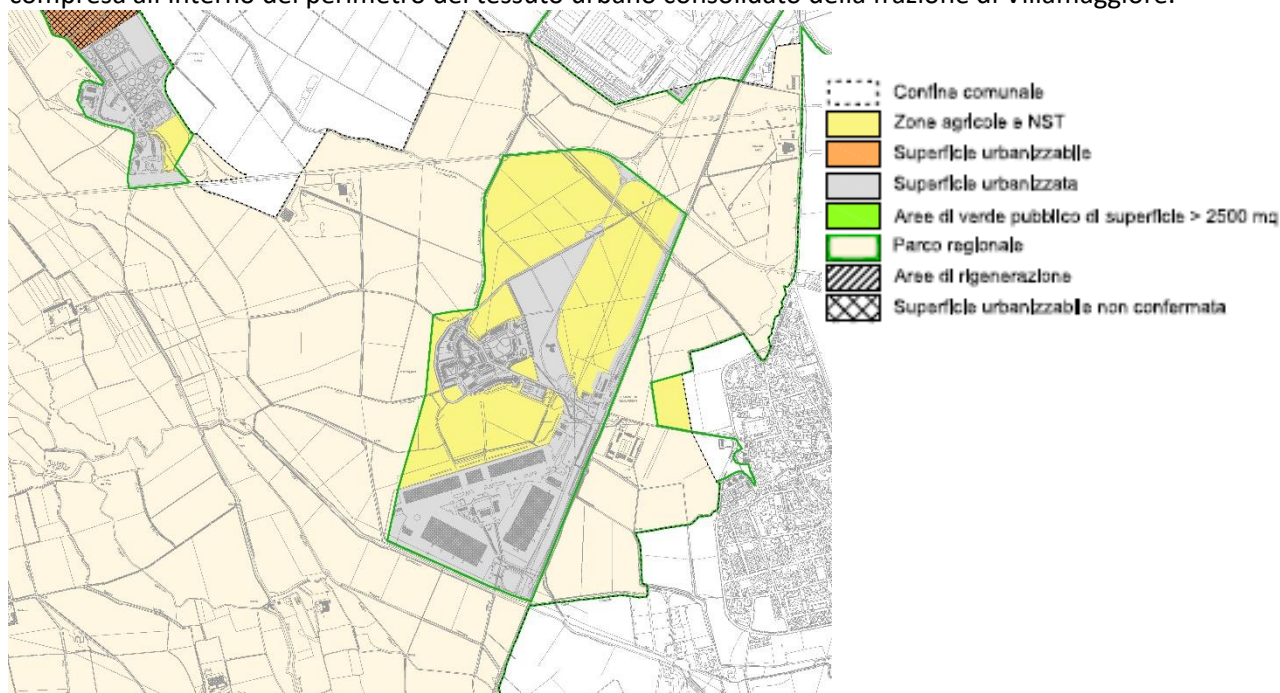 compresa all'interno del perimetro del tessuto urbano consolidato della frazione di Villamaggiore.
Confine comunale
Zone agricole e NST
Superficie urbanizzabile
Superficie urbanizzata
Aree di verde pubblico di superficie > 2500 mq
Parco regionale
Aree di rigenerazione
Superficie urbanizzabile non confermata